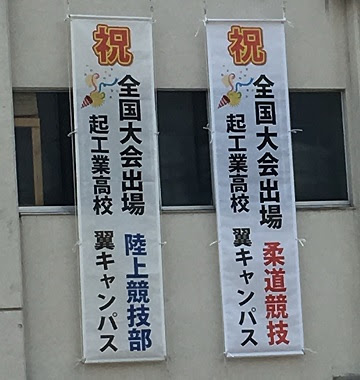 祝
全国大会出場 陸上競技部
起工業高校 翼キャンパス
祝
全国大会出場 柔道競技
起工業高校 翼キャンパス